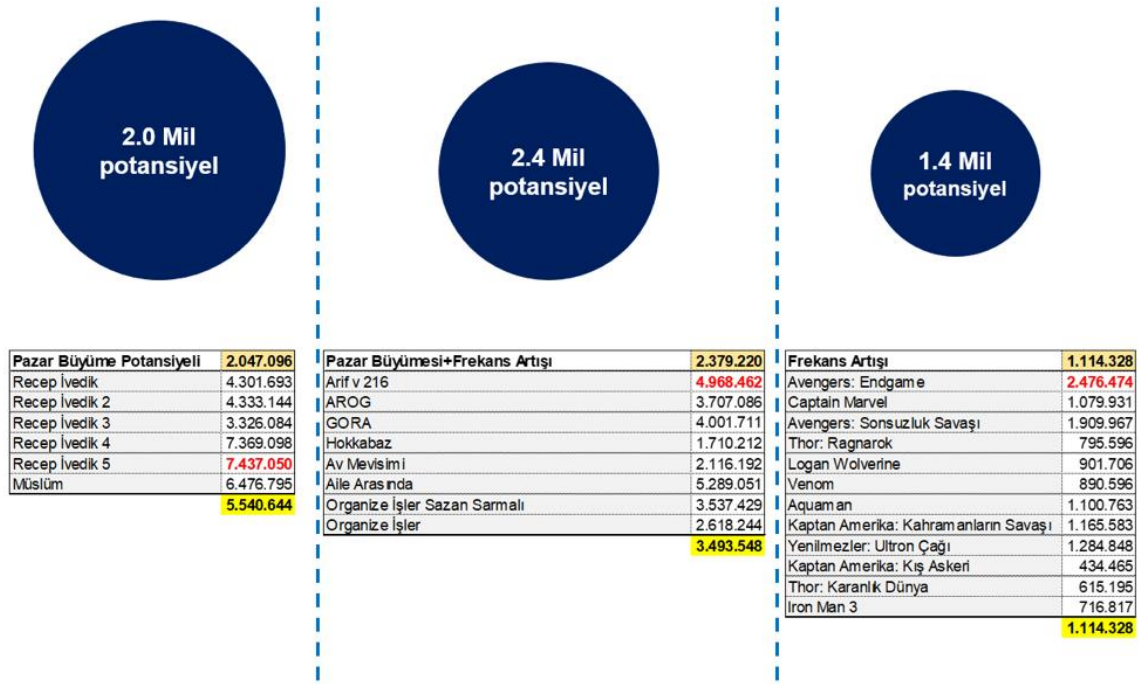 2.0 Mil
potansiyel
2.4 Mil
potansiyel
1.4 Mil
potansiyel
Pazar Büyüme Potansiyeli 2.047.096
Recep İvedik 4.301.693
Recep İvedik 2 4.333.144
Recep İvedik 3 3.326.084
Recep İvedik 4 7.369.098
Recep İvedik 5 7.437.050
Müslüm 6.476.795
5.540.644
Pazar Büyümesi+Frekans Artışı 2.379.220
Arif v 216 4.968.462
AROG 3.707.086
GORA 4.001.711
Hokkabaz 1.710.212
Av Mevisimi 2.116.192
Aile Arasında 5.289.051
Organize İşler Sazan Sarmalı 3.537.429
Organize İşler 2.618.244
3.493.548
Frekans Artışı 1.114.328
Avengers: Endgame 2.476.474
Captain Marvel 1.079.931
Avengers: Sonsuzluk Savaşı 1.909.967
Thor: Ragnarok 795.596
Logan Wolverine 901.706
Venom 890.596
Aquaman 1.100.763
Kaptan Amerika: Kahramanların Savaşı 1.165.583
Yenilmezler: Ultron Çağı 1.284.848
Kaptan Amerika: Kış Askeri 434.465
Thor: Karanlık Dünya 615.195
Iron Man 3 716.817
1.114.328